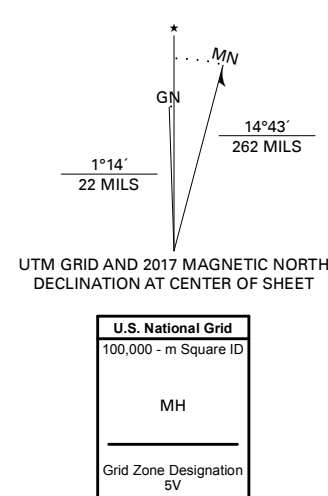 ★
MN
GN
14°43´
262 MILS
1°14´
22 MILS
UTM GRID AND 2017 MAGNETIC NORTH
DECLINATION AT CENTER OF SHEET
U.S. National Grid
100,000 - m Square ID
MH
Grid Zone Designation
5V